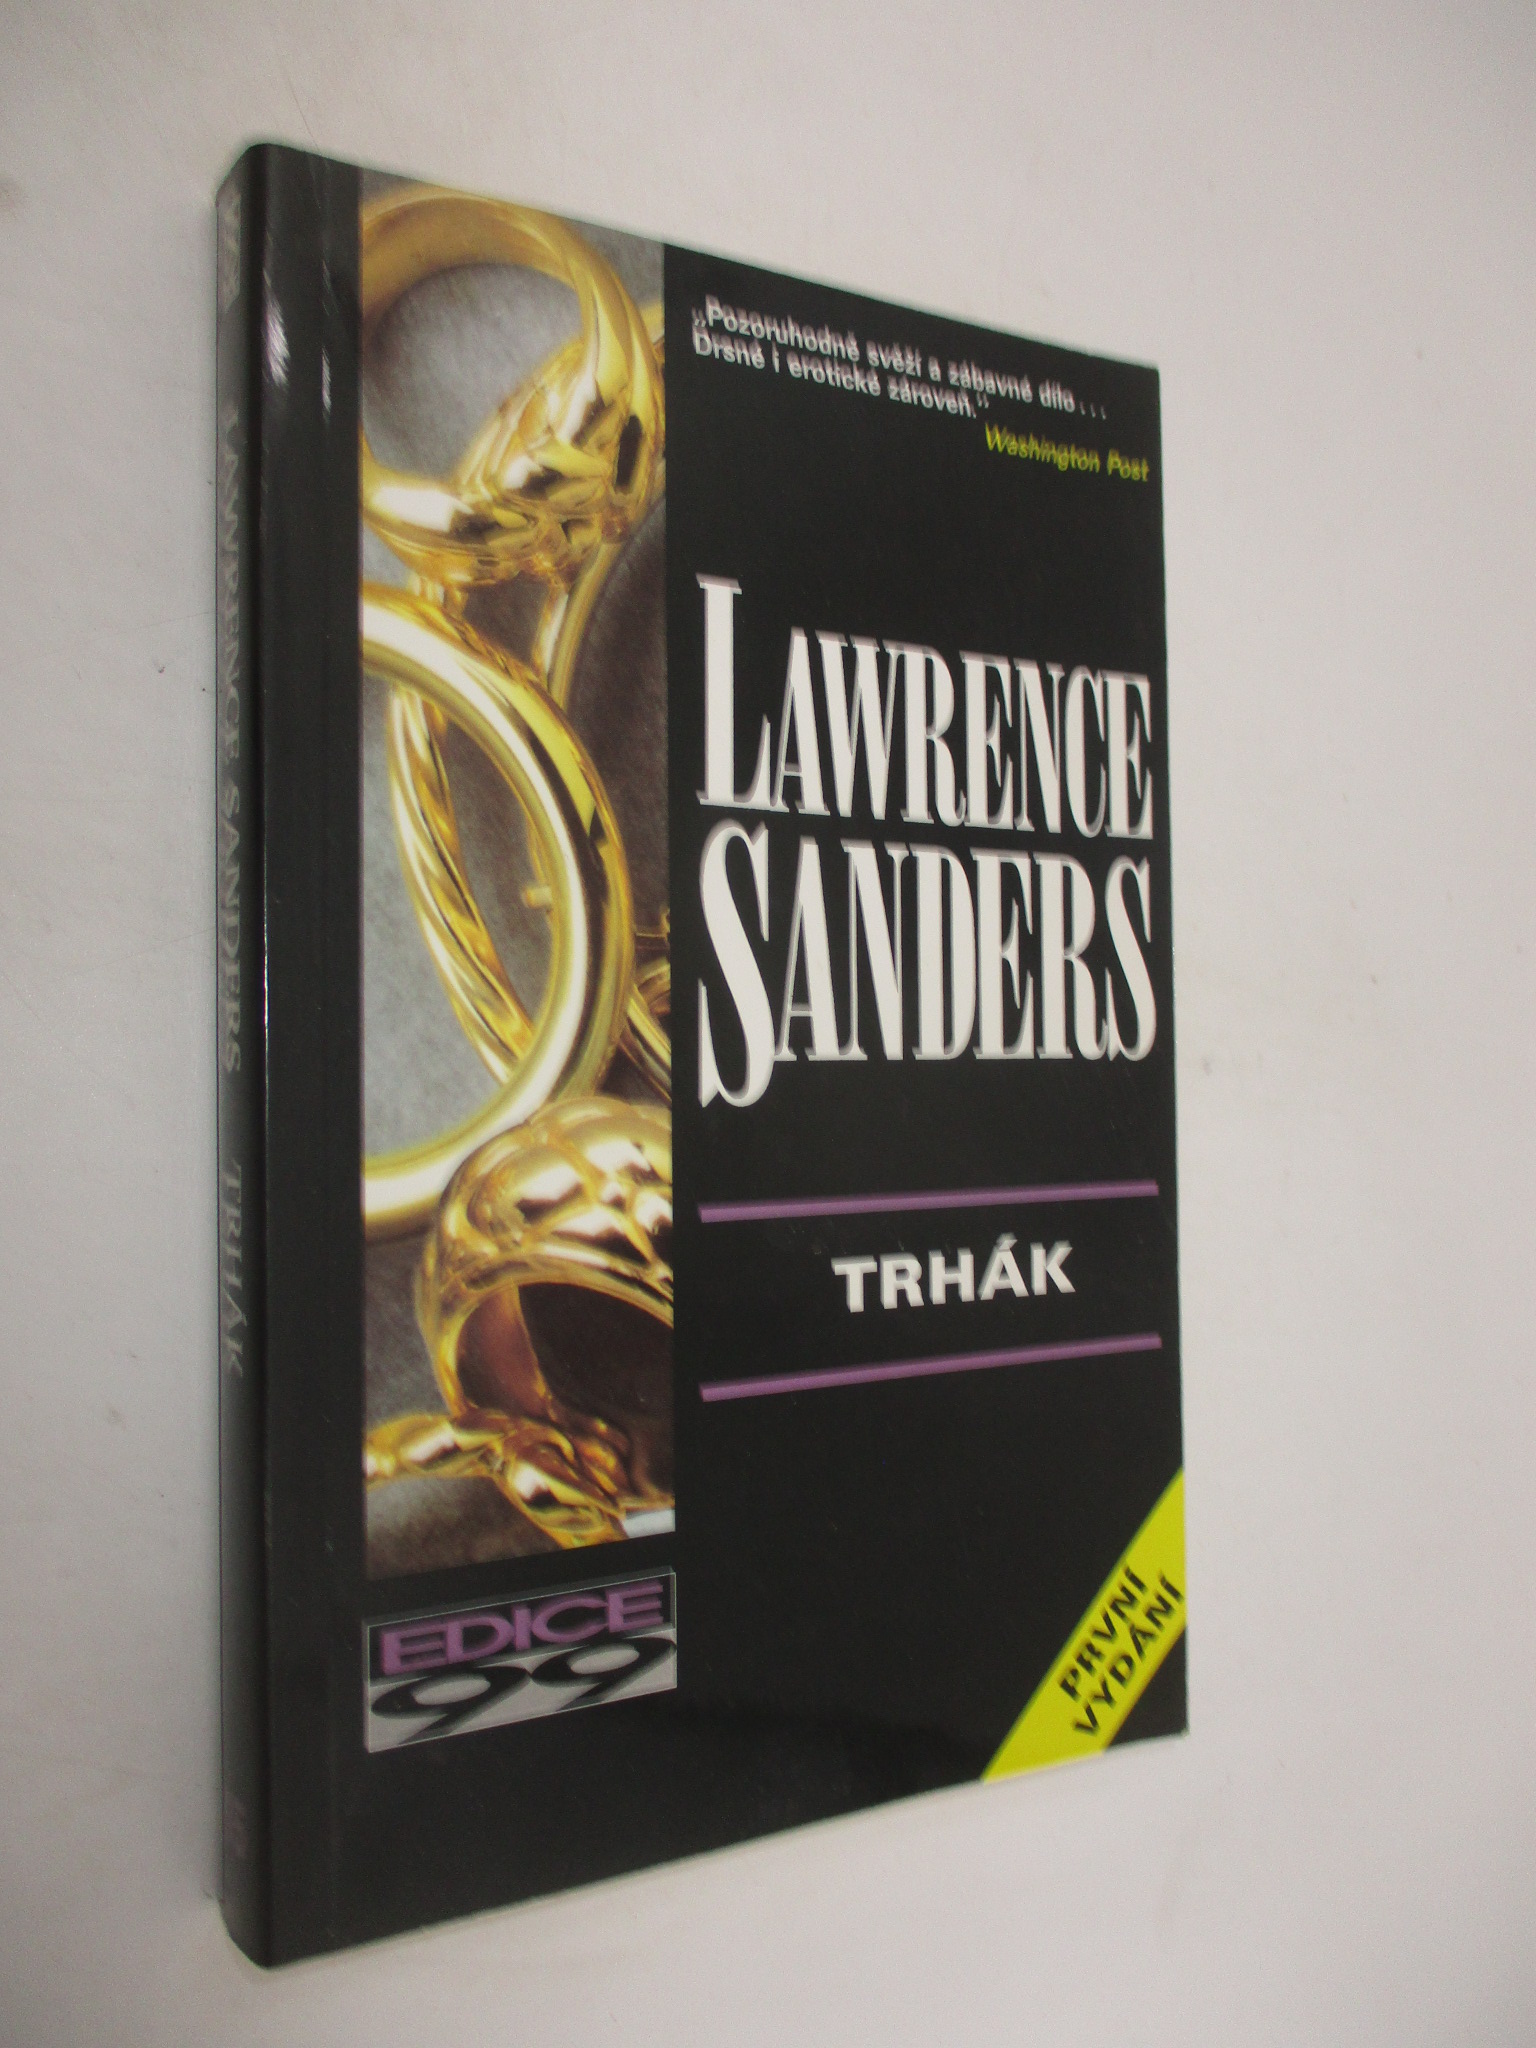 „Pozoruhodně svěží a zábavné dílo...
Drsné i erotické zároveň.”
Washington Post
LAWRENCE
SANDERS
TRHÁK
PRVNÍ
VYDÁNÍ
EDICE
99
LAWRENCE SANDERS TRHÁK